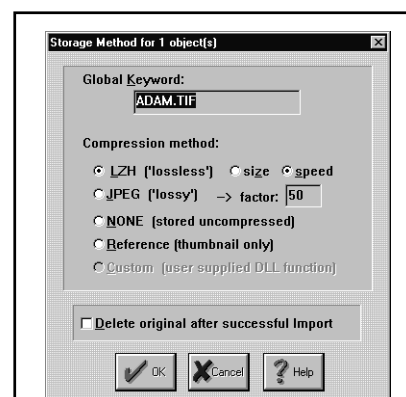 Storage Method for 1 object(s)
Global Keyword:
ADAM.TIF
Compression method:
LZH ('lossless') size speed
JPEG ('lossy') -> factor: 50
NONE (stored uncompressed)
Reference (thumbnail only)
Custom (user supplied DLL function)
Delete original after successful Import
OK Cancel Help